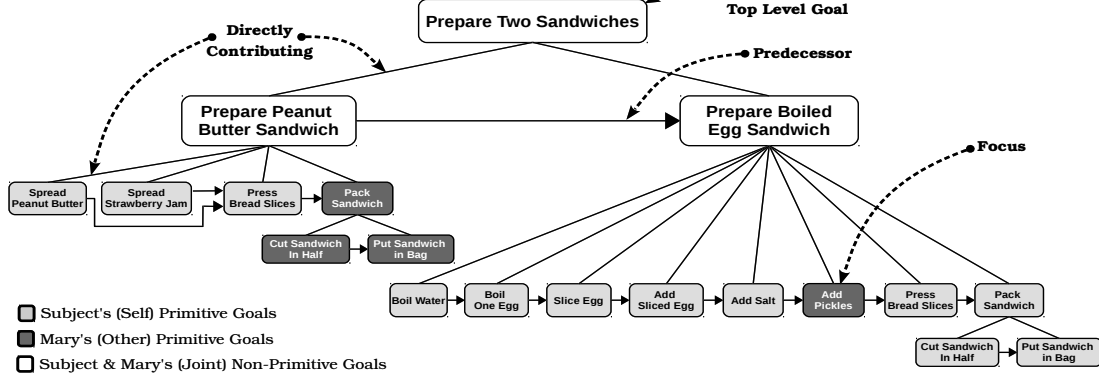 Prepare Two Sandwiches
Top Level Goal
Directly
Contributing
Predecessor
Prepare Peanut
Butter Sandwich
Prepare Boiled
Egg Sandwich
Focus
Spread
Peanut Butter
Spread
Strawberry Jam
Press
Bread Slices
Pack
Sandwich
Cut Sandwich
In Half
Put Sandwich
in Bag
Boil Water
Boil
One Egg
Slice Egg
Add
Sliced Egg
Add Salt
Add
Pickles
Press
Bread Slices
Pack
Sandwich
Cut Sandwich
In Half
Put Sandwich
in Bag
Subject's (Self) Primitive Goals
Mary's (Other) Primitive Goals
Subject & Mary's (Joint) Non-Primitive Goals